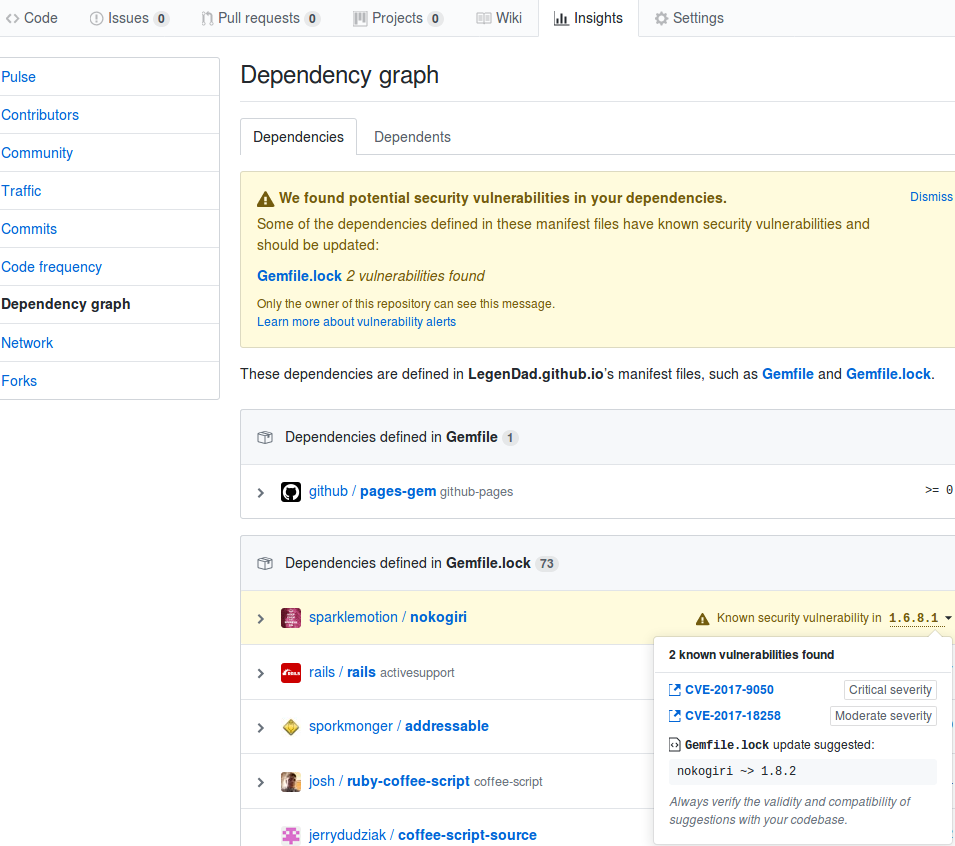 Code Issues 0 Pull requests 0 Projects 0 Wiki Insights Settings
Pulse
Contributors
Community
Traffic
Commits
Code frequency
Dependency graph
Network
Forks
Dependency graph
Dependencies Dependents
We found potential security vulnerabilities in your dependencies. Dismiss
Some of the dependencies defined in these manifest files have known security vulnerabilities and
should be updated:
Gemfile.lock 2 vulnerabilities found
Only the owner of this repository can see this message.
Learn more about vulnerability alerts
These dependencies are defined in LegenDad.github.io's manifest files, such as Gemfile and Gemfile.lock.
Dependencies defined in Gemfile 1
github / pages-gem github-pages >= 0
Dependencies defined in Gemfile.lock 73
sparklemotion / nokogiri Known security vulnerability in 1.6.8.1
rails / rails activesupport
sporkmonger / addressable
josh / ruby-coffee-script coffee-script
jerrydudziak / coffee-script-source
2 known vulnerabilities found
CVE-2017-9050 Critical severity
CVE-2017-18258 Moderate severity
Gemfile.lock update suggested:
nokogiri ~> 1.8.2
Always verify the validity and compatibility of
suggestions with your codebase.